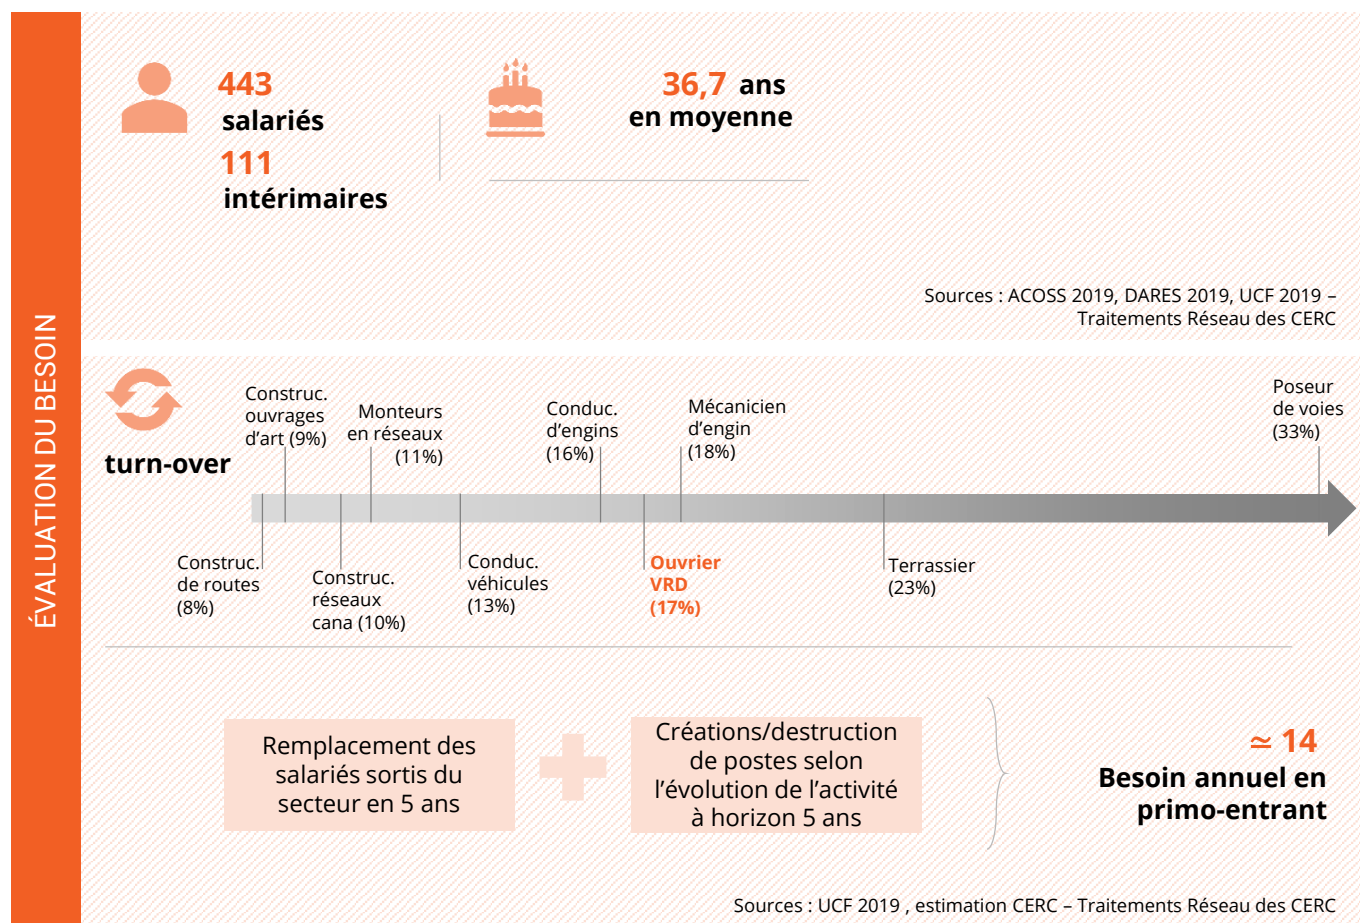 ÉVALUATION DU BESOIN
443
salariés
111
intérimaires
36,7 ans
en moyenne
Sources : ACOSS 2019, DARES 2019, UCF 2019 –
Traitements Réseau des CERC
turn-over
Construc.
ouvrages
d’art (9%)
Monteurs
en réseaux
(11%)
Conduc.
d’engins
(16%)
Mécanicien
d’engin
(18%)
Poseur
de voies
(33%)
Construc.
de routes
(8%)
Construc.
réseaux
cana (10%)
Conduc.
véhicules
(13%)
Ouvrier
VRD
(17%)
Terrassier
(23%)
Remplacement des
salariés sortis du
secteur en 5 ans
Créations/destruction
de postes selon
l’évolution de l’activité
à horizon 5 ans
≃ 14
Besoin annuel en
primo-entrant
Sources : UCF 2019 , estimation CERC – Traitements Réseau des CERC